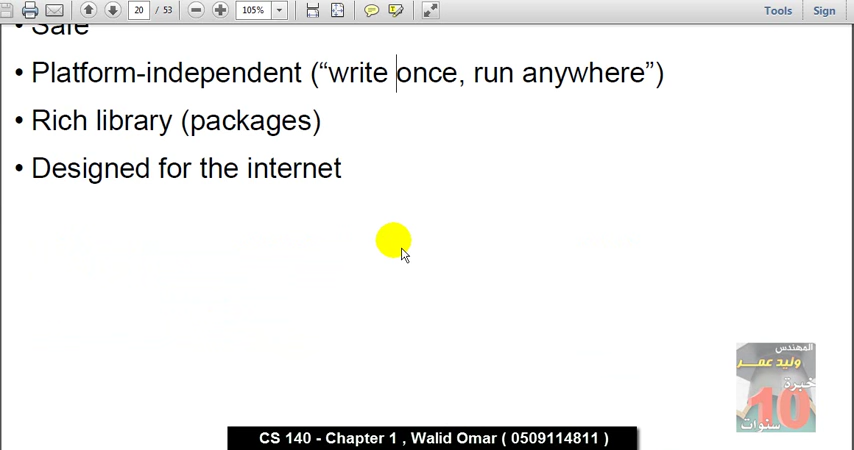 20 / 53 105% Tools Sign
• Safe
• Platform-independent (“write once, run anywhere”)
• Rich library (packages)
• Designed for the internet
المهندس
وليد عمر
خبرة
10
سنوات
CS 140 - Chapter 1 , Walid Omar ( 0509114811 )